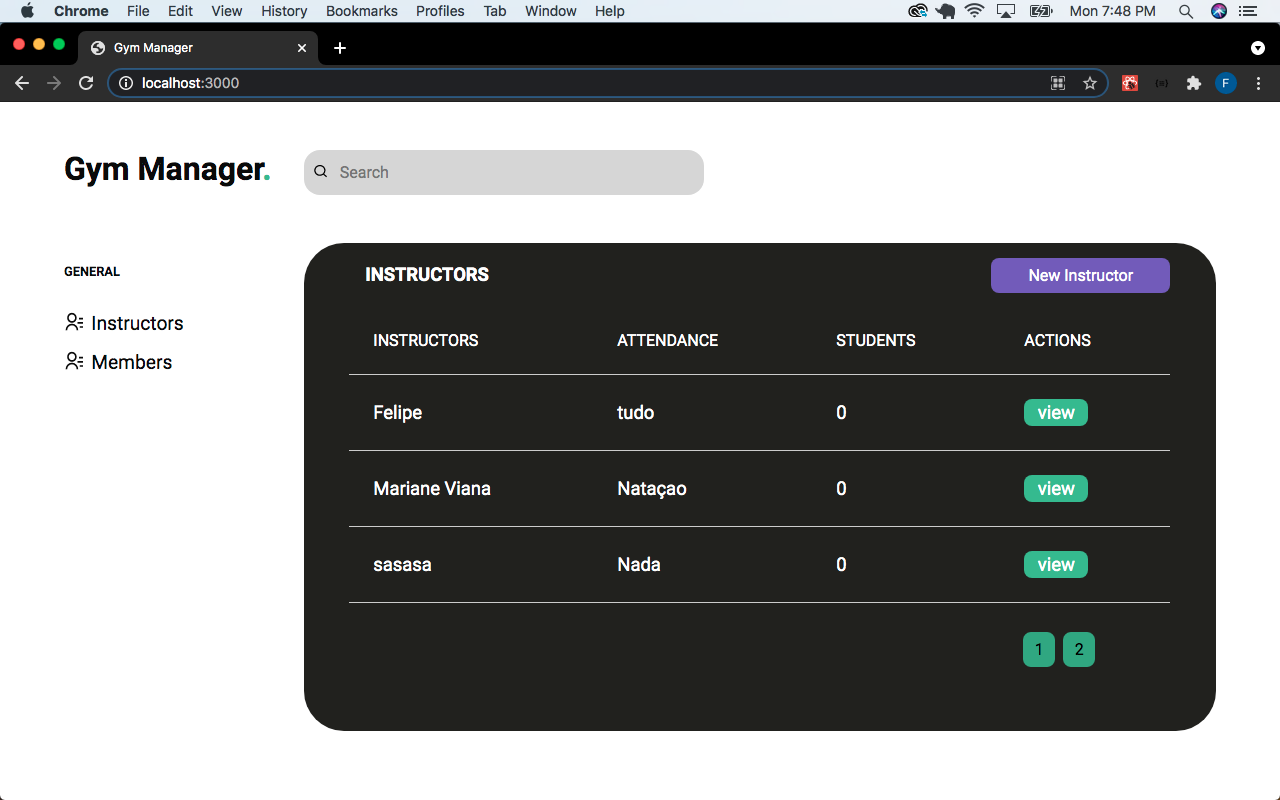 Chrome File Edit View History Bookmarks Profiles Tab Window Help Mon 7:48 PM
Gym Manager
localhost:3000 F
Gym Manager. Search
GENERAL
Instructors
Members
INSTRUCTORS New Instructor
INSTRUCTORS ATTENDANCE STUDENTS ACTIONS
Felipe tudo 0 view
Mariane Viana Nataçao 0 view
sasasa Nada 0 view
1 2